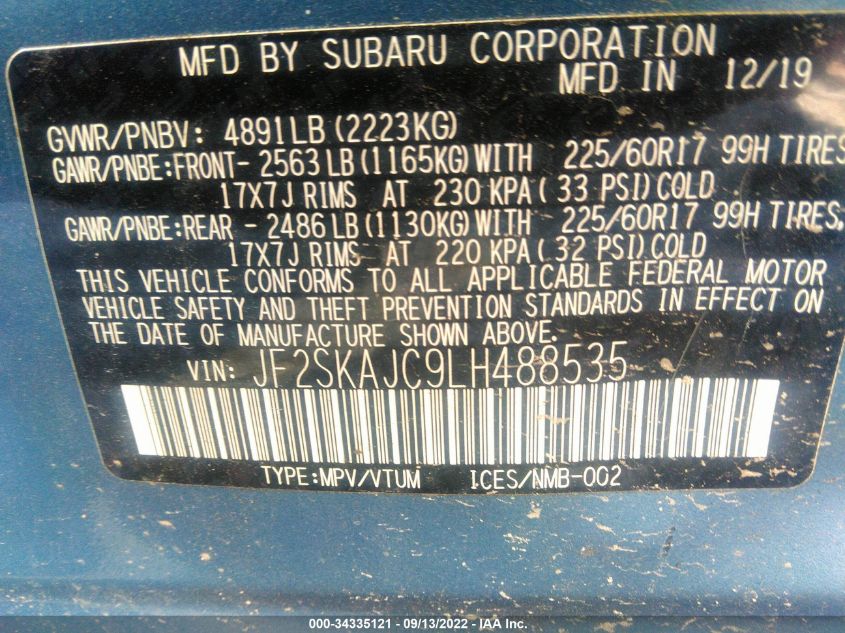 MFD BY SUBARU CORPORATION
MFD IN 12/19
GVWR/PNBV: 4891LB(2223KG)
GAWR/PNBE:FRONT- 2563LB(1165KG)WITH 225/60R17 99H TIRES
17X7J RIMS AT 230 KPA( 33 PSI)COLD
GAWR/PNBE:REAR - 2486LB(1130KG)WITH 225/60R17 99H TIRES,
17X7J RIMS AT 220 KPA( 32 PSI)COLD
THIS VEHICLE CONFORMS TO ALL APPLICABLE FEDERAL MOTOR
VEHICLE SAFETY AND THEFT PREVENTION STANDARDS IN EFFECT ON
THE DATE OF MANUFACTURE SHOWN ABOVE.
VIN: JF2SKAJC9LH488535
TYPE:MPV/VTUM ICES/NMB-002
000-34335121 - 09/13/2022 - IAA Inc.